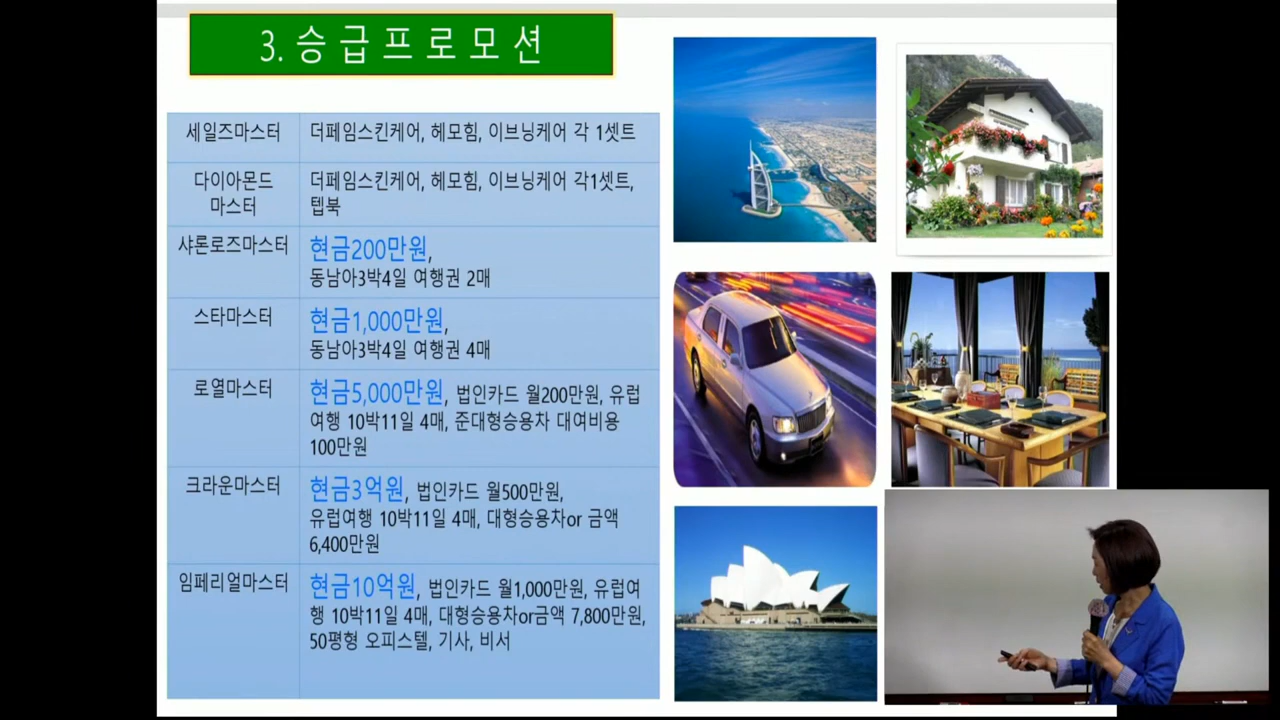 3. 승 급 프 로 모 션
세일즈마스터
더페임스킨케어, 헤모힘, 이브닝케어 각 1셋트
다이아몬드
마스터
더페임스킨케어, 헤모힘, 이브닝케어 각1셋트,
텝북
샤론로즈마스터
현금200만원,
동남아3박4일 여행권 2매
스타마스터
현금1,000만원,
동남아3박4일 여행권 4매
로열마스터
현금5,000만원, 법인카드 월200만원, 유럽
여행 10박11일 4매, 준대형승용차 대여비용
100만원
크라운마스터
현금3억원, 법인카드 월500만원,
유럽여행 10박11일 4매, 대형승용차or 금액
6,400만원
임페리얼마스터
현금10억원, 법인카드 월1,000만원, 유럽여
행 10박11일 4매, 대형승용차or금액 7,800만원,
50평형 오피스텔, 기사, 비서